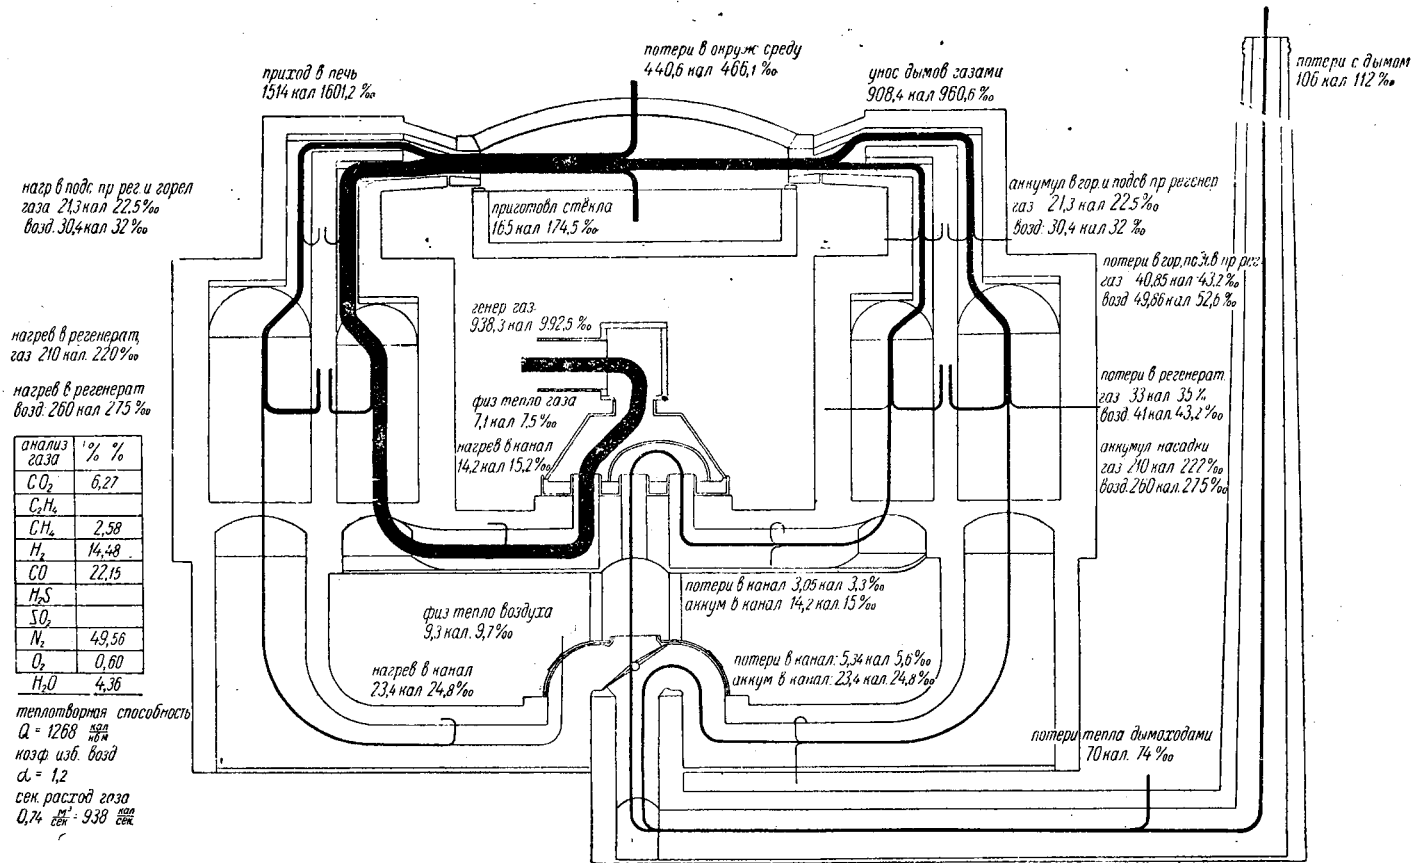 потери в окруж среду
440,6 кал 466,1 ‰
приход в печь
1514 кал 1601,2 ‰
унос дымов газами
908,4 кал 960,6 ‰
потери с дымом
106 кал 112 ‰
нагр в подс. пр рег. и горел
газа 21,3 кал 22.5 ‰
возд. 30,4 кал 32 ‰
приготовл стёкла
165 кал 174,5 ‰
аккумул в гор. и подсв пр регенер
газ 21,3 кал 22.5 ‰
возд: 30,4 кал 32 ‰
потери в гор, подв. в пр рег-
газ 40,85 кал 43.2 ‰
возд 49,86 кал 52,6 ‰
генер газ-
938,3 кал 992.5 ‰
нагрев в регенерат,
газ 210 кал. 220 ‰
нагрев в регенерат
возд: 260 кал 275 ‰
физ тепло газа
7,1 кал 7.5 ‰
нагрев в канал
14,2 кал 15,2 ‰
потери в регенерат.
газ 33 кал 35 %
возд. 41 кал. 43,2 ‰
аккумул насадки
газ 210 кал 222 ‰
возд. 260 кал. 275 ‰
анализ газа % %
CO₂ 6,27
C₂H₄
CH₄ 2,58
H₂ 14,48
CO 22,15
H₂S
SO₂
N₂ 49,56
O₂ 0,60
H₂O 4,36
потери в канал 3,05 кал 3,3 ‰
аккум в канал 14,2 кал. 15 ‰
физ тепло воздуха
9,3 кал. 9,7 ‰
нагрев в канал
23,4 кал 24,8 ‰
потери в канал: 5,34 кал 5,6 ‰
аккум в канал: 23,4 кал. 24,8 ‰
потери тепла дымоходами
70 кал. 74 ‰
теплотворная способность
Q = 1268 кал/нбм
коэф. изб. возд
α = 1,2
сек. расход газа
0,74 м³/сек = 938 кал/сек